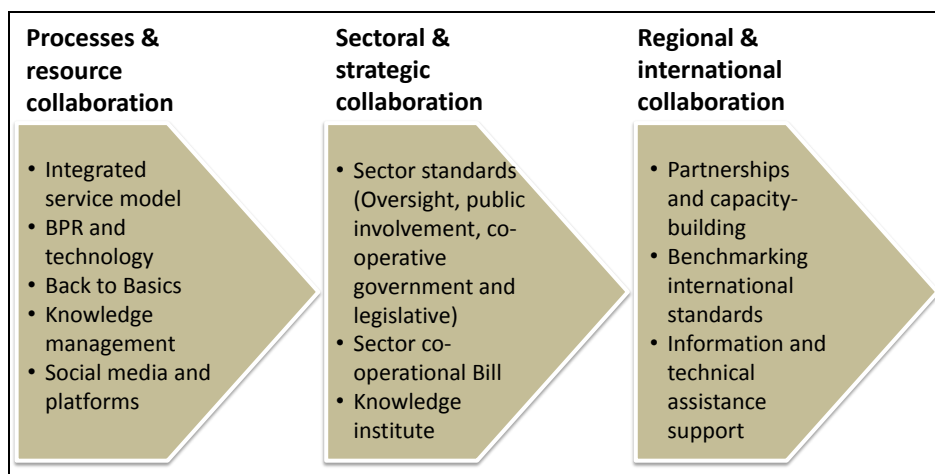 Processes &
resource
collaboration
• Integrated
service model
• BPR and
technology
• Back to Basics
• Knowledge
management
• Social media and
platforms
Sectoral &
strategic
collaboration
• Sector standards
(Oversight, public
involvement, co-
operative
government and
legislative)
• Sector co-
operational Bill
• Knowledge
institute
Regional &
international
collaboration
• Partnerships
and capacity-
building
• Benchmarking
international
standards
• Information and
technical
assistance
support